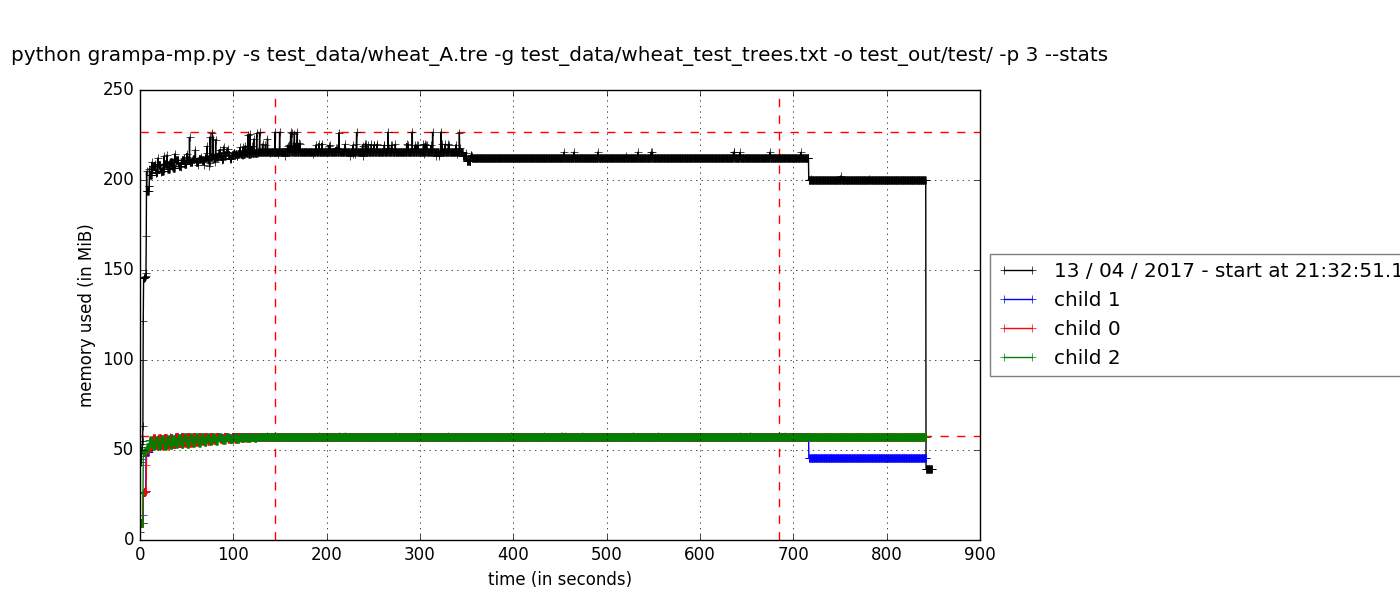 python grampa-mp.py -s test_data/wheat_A.tre -g test_data/wheat_test_trees.txt -o test_out/test/ -p 3 --stats
250
200
150
100
50
0
memory used (in MiB)
0 100 200 300 400 500 600 700 800 900
time (in seconds)
13 / 04 / 2017 - start at 21:32:51.1
child 1
child 0
child 2